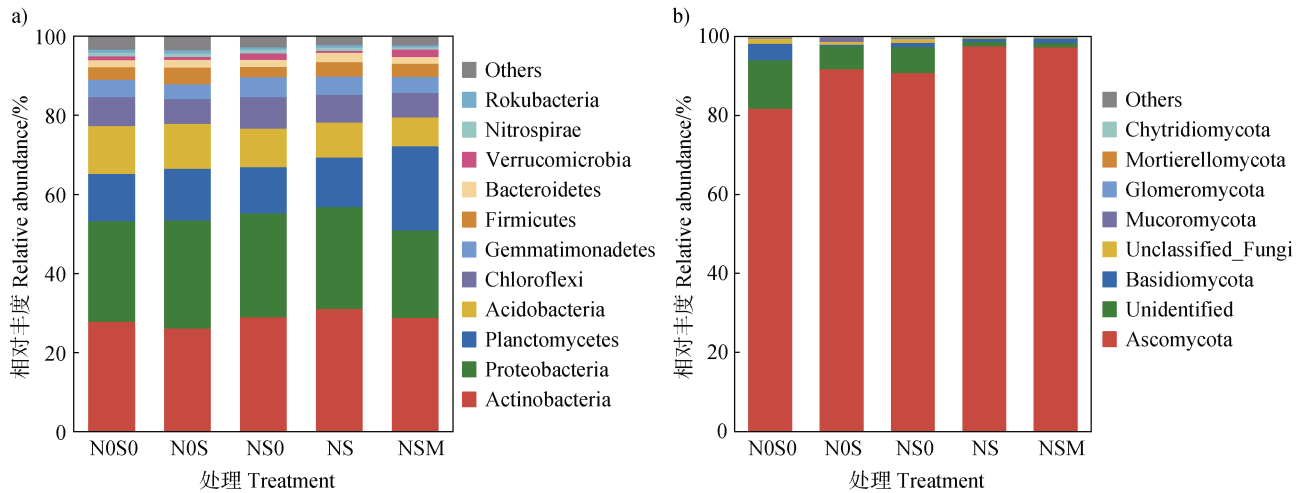 a)
相对丰度 Relative abundance/%
100
80
60
40
20
0
N0S0 N0S NS0 NS NSM
处理 Treatment
Others
Rokubacteria
Nitrospirae
Verrucomicrobia
Bacteroidetes
Firmicutes
Gemmatimonadetes
Chloroflexi
Acidobacteria
Planctomycetes
Proteobacteria
Actinobacteria
b)
相对丰度 Relative abundance/%
100
80
60
40
20
0
N0S0 N0S NS0 NS NSM
处理 Treatment
Others
Chytridiomycota
Mortierellomycota
Glomeromycota
Mucoromycota
Unclassified_Fungi
Basidiomycota
Unidentified
Ascomycota